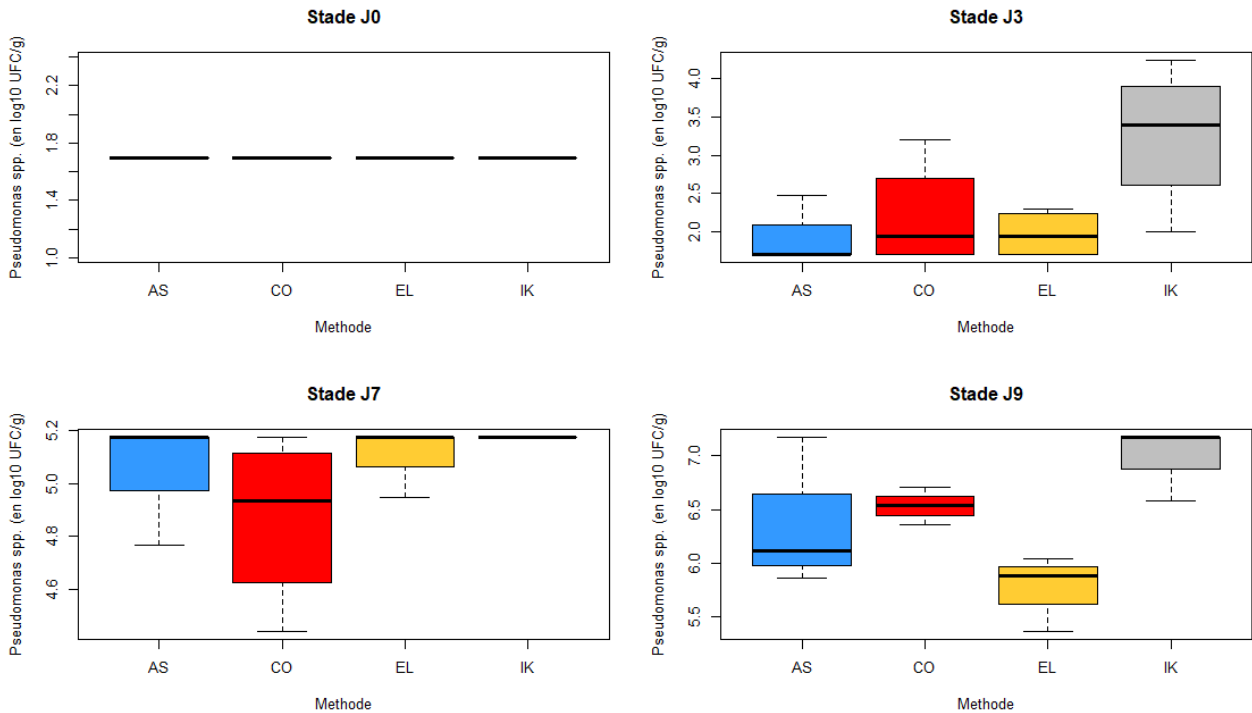 Stade J0
Pseudomonas spp. (en log10 UFC/g)
2.2
1.8
1.4
1.0
AS CO EL IK
Methode
Stade J3
Pseudomonas spp. (en log10 UFC/g)
4.0
3.5
3.0
2.5
2.0
AS CO EL IK
Methode
Stade J7
Pseudomonas spp. (en log10 UFC/g)
5.2
5.0
4.8
4.6
AS CO EL IK
Methode
Stade J9
Pseudomonas spp. (en log10 UFC/g)
7.0
6.5
6.0
5.5
AS CO EL IK
Methode